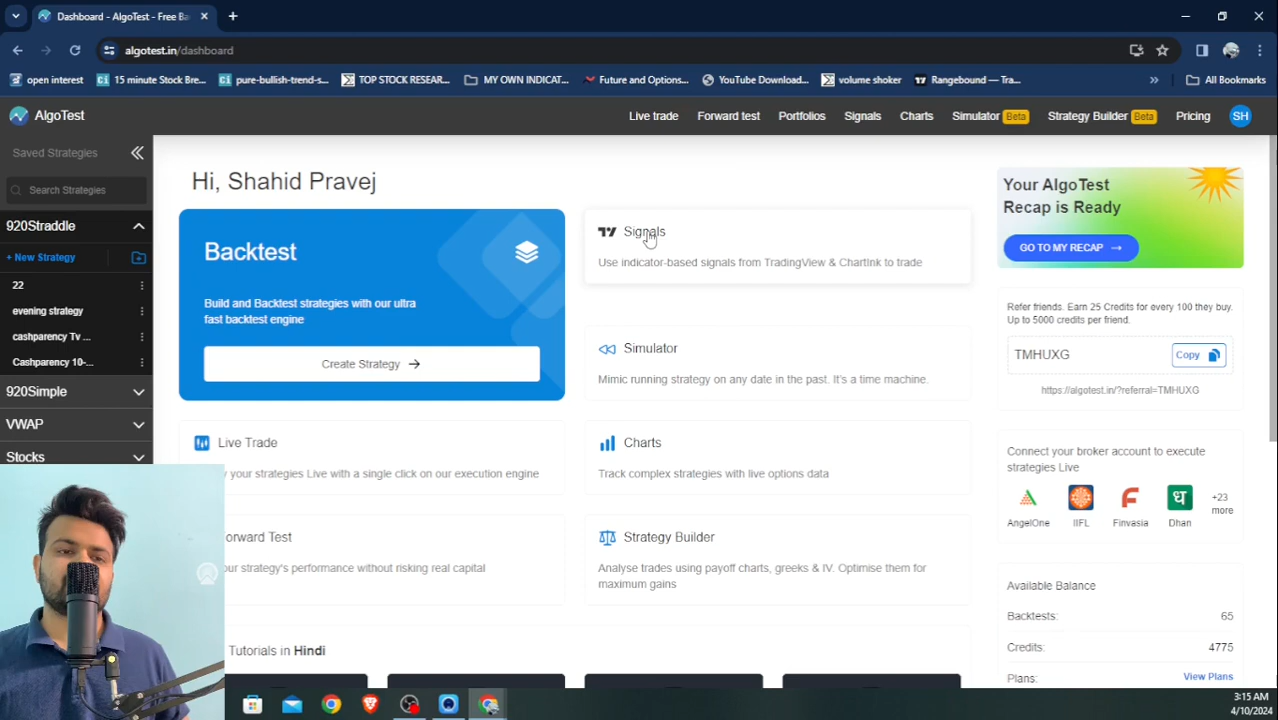 Dashboard - AlgoTest - Free Ba
algotest.in/dashboard
open interest
15 minute Stock Bre...
pure-bullish-trend-s...
TOP STOCK RESEAR...
MY OWN INDICAT...
Future and Options...
YouTube Download...
volume shoker
Rangebound — Tra...
All Bookmarks
AlgoTest
Live trade
Forward test
Portfolios
Signals
Charts
Simulator Beta
Strategy Builder Beta
Pricing
SH
Saved Strategies
Search Strategies
920Straddle
+ New Strategy
22
evening strategy
cashparency Tv ...
Cashparency 10-...
920Simple
VWAP
Stocks
Hi, Shahid Pravej
Backtest
Build and Backtest strategies with our ultra
fast backtest engine
Create Strategy →
Signals
Use indicator-based signals from TradingView & Chartink to trade
Simulator
Mimic running strategy on any date in the past. It's a time machine.
Live Trade
your strategies Live with a single click on our execution engine
Charts
Track complex strategies with live options data
orward Test
our strategy's performance without risking real capital
Strategy Builder
Analyse trades using payoff charts, greeks & IV. Optimise them for
maximum gains
Tutorials in Hindi
Your AlgoTest
Recap is Ready
GO TO MY RECAP →
Refer friends. Earn 25 Credits for every 100 they buy.
Up to 5000 credits per friend.
TMHUXG
Copy
https://algotest.in/?referral=TMHUXG
Connect your broker account to execute
strategies Live
AngelOne
IIFL
Finvasia
ध
Dhan
+23
more
Available Balance
Backtests: 65
Credits: 4775
Plans: View Plans
3:15 AM
4/10/2024